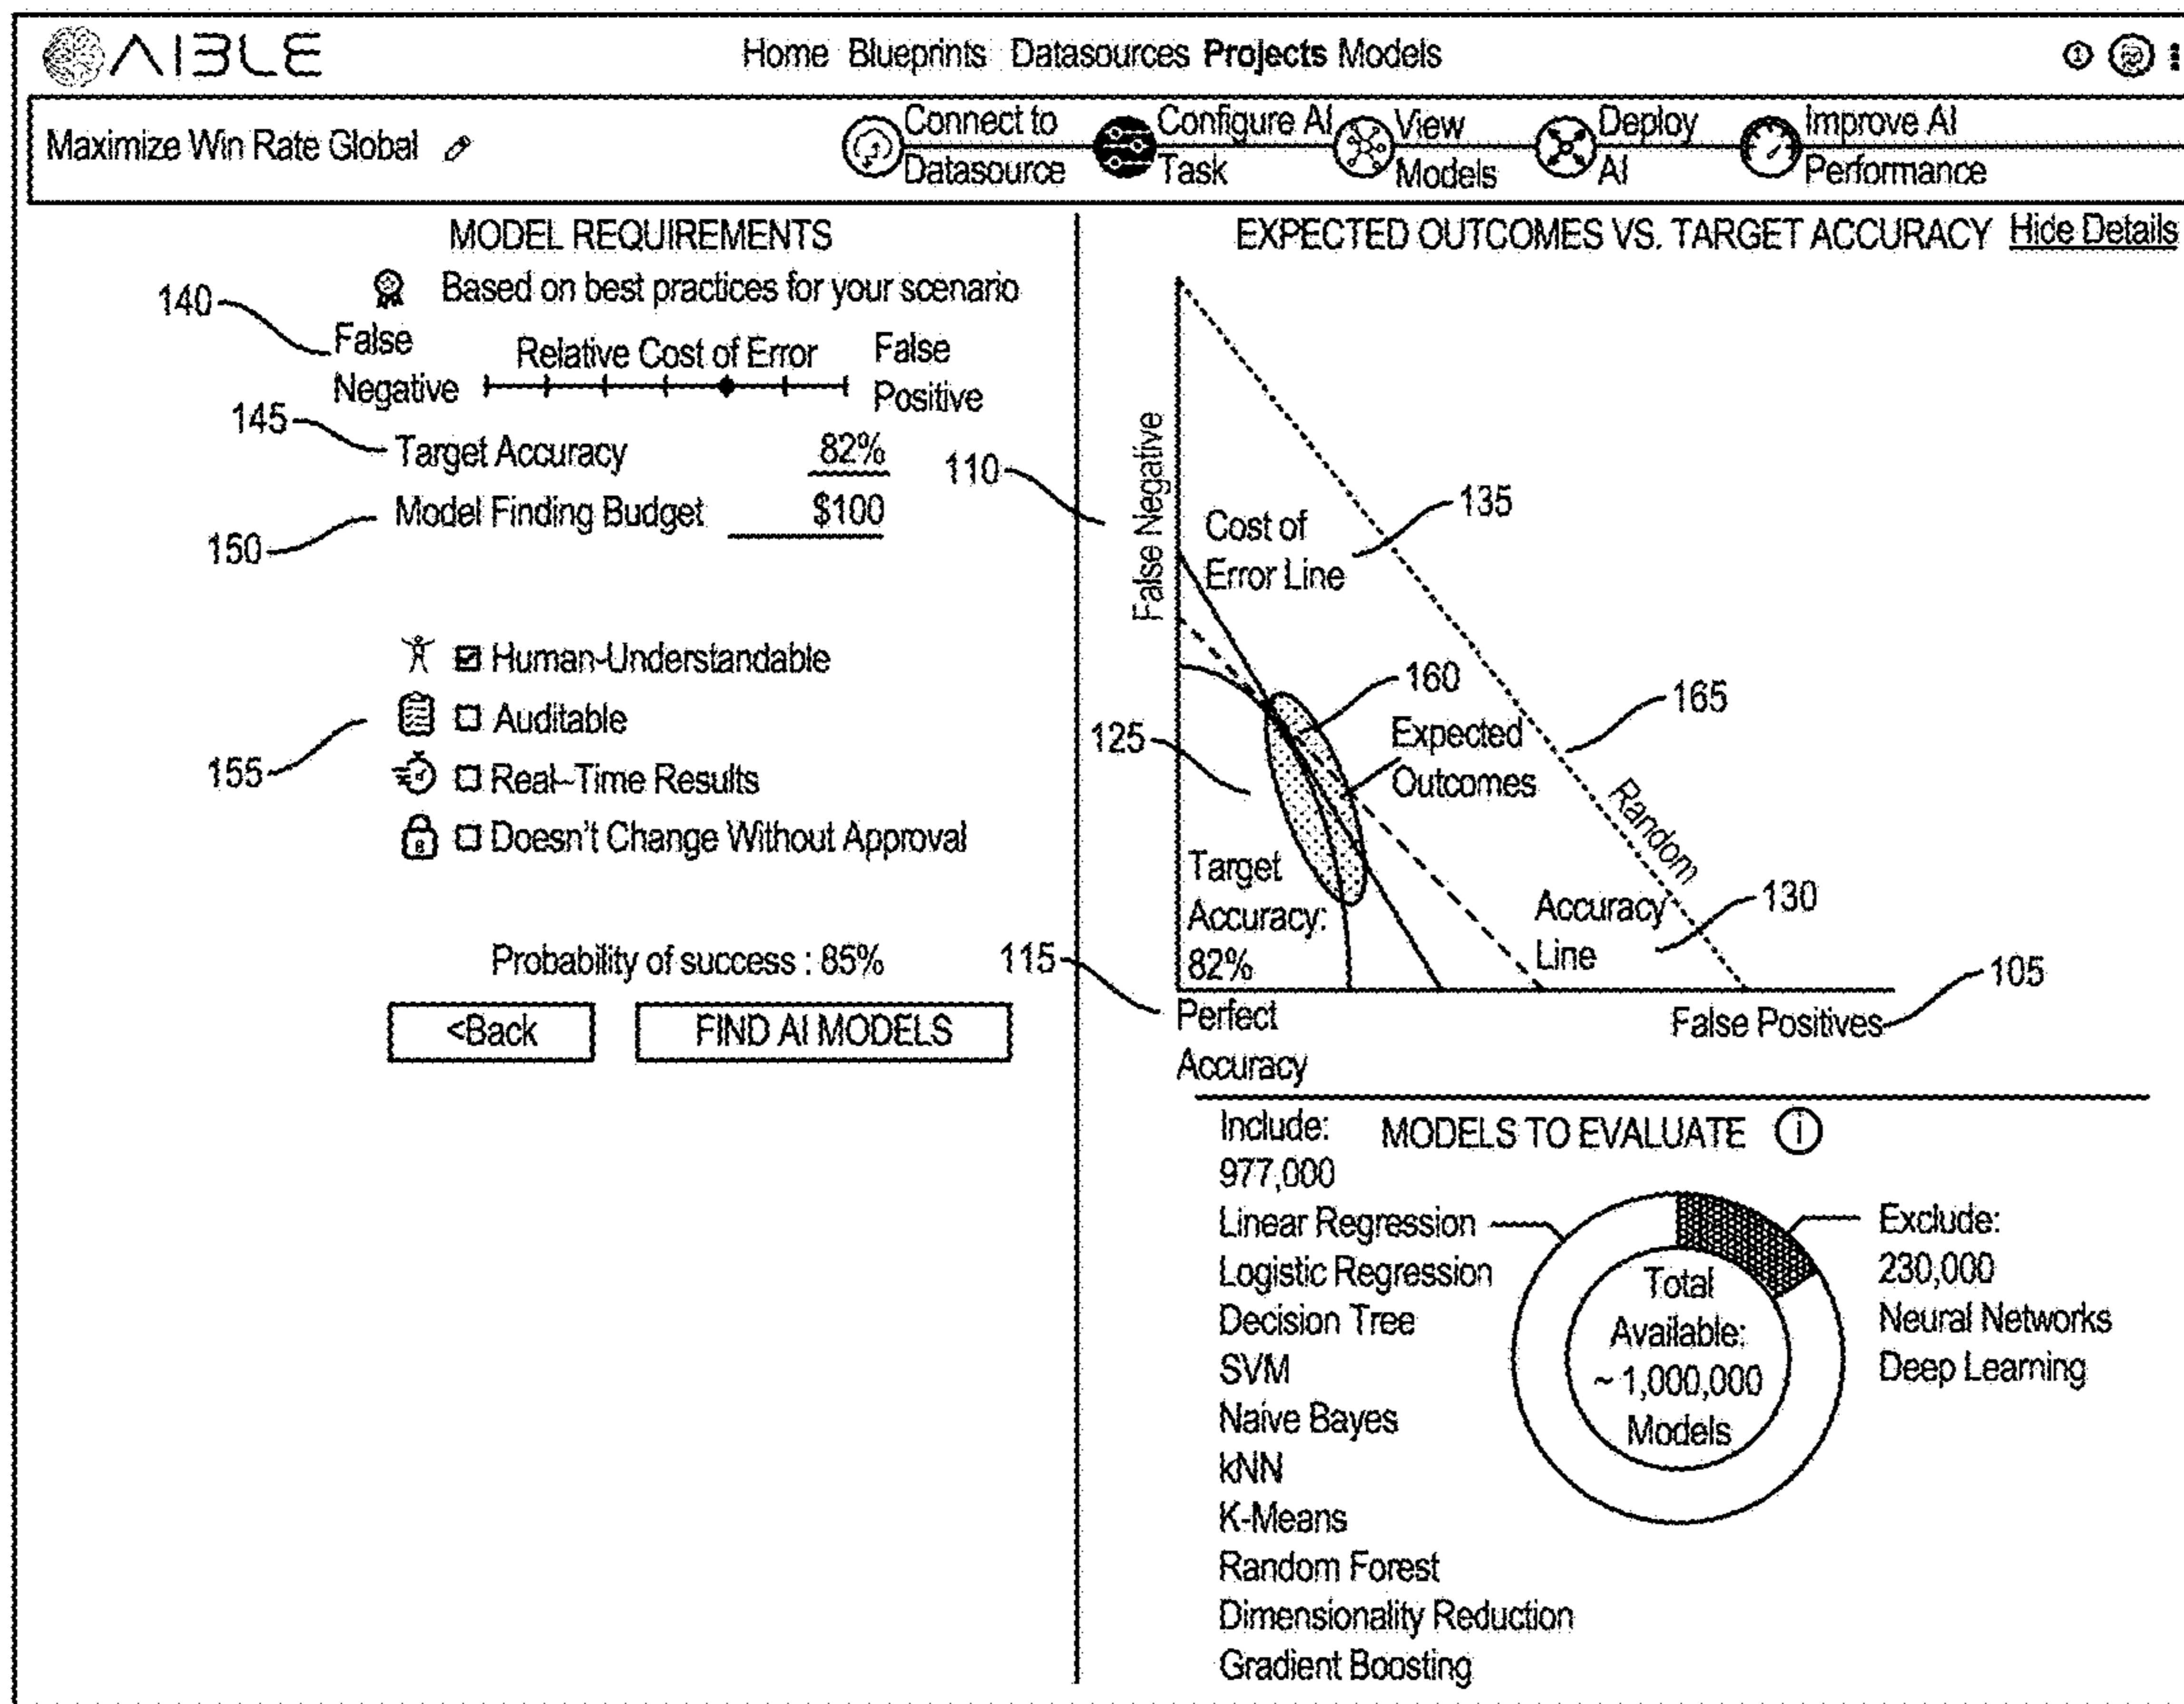 AIBLE
Home Blueprints Datasources Projects Models
Maximize Win Rate Global
Connect to
Datasource
Configure AI
Task
View
Models
Deploy
AI
Improve AI
Performance
MODEL REQUIREMENTS
Based on best practices for your scenario
140
False
Negative
Relative Cost of Error
False
Positive
145
Target Accuracy 82%
150
Model Finding Budget $100
Human-Understandable
Auditable
155
Real-Time Results
Doesn't Change Without Approval
Probability of success : 85%
<Back
FIND AI MODELS
EXPECTED OUTCOMES VS. TARGET ACCURACY Hide Details
110
False Negative
Cost of
Error Line
135
160
165
125
Expected
Outcomes
Random
Target
Accuracy:
82%
Accuracy
Line
130
115
105
Perfect
Accuracy
False Positives
Include:
977,000
MODELS TO EVALUATE i
Linear Regression
Logistic Regression
Decision Tree
SVM
Naive Bayes
kNN
K-Means
Random Forest
Dimensionality Reduction
Gradient Boosting
Total
Available:
~1,000,000
Models
Exclude:
230,000
Neural Networks
Deep Learning